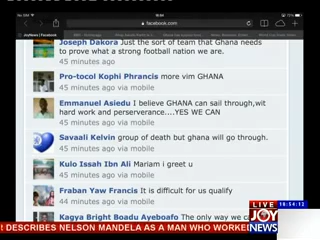 facebook.com
JoyNews | Facebook
Joseph Dakora Just the sort of team that Ghana needs
to prove what a strong football nation we are.
45 minutes ago
Pro-tocol Kophi Phrancis more vim GHANA
45 minutes ago via mobile
Emmanuel Asiedu I believe GHANA can sail through,wit
hard work and perserverance....YES WE CAN
44 minutes ago via mobile
Savaali Kelvin group of death but ghana will go through.
45 minutes ago via mobile
Kulo Issah Ibn Ali Mariam i greet u
45 minutes ago via mobile
Fraban Yaw Francis It is difficult for us qualify
44 minutes ago via mobile
Kagya Bright Boadu Ayeboafo The only way we ca
LIVE 18:54:12
JOY
NEWS
T DESCRIBES NELSON MANDELA AS A MAN WHO WORKE